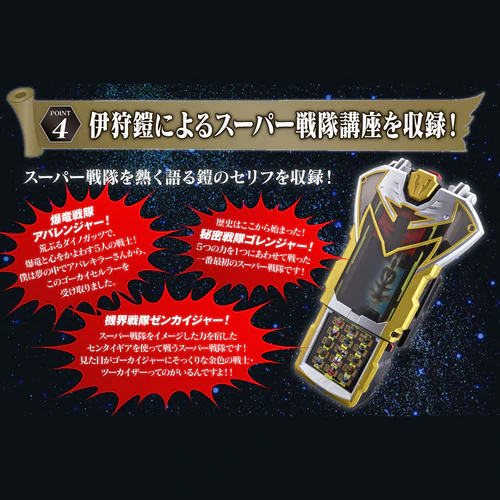 POINT
4
伊狩鎧によるスーパー戦隊講座を収録！
スーパー戦隊を熱く語る鎧のセリフを収録！
爆竜戦隊
アバレンジャー！
荒ぶるダイノガッツで、
爆竜と心をかよわす5人の戦士！
僕は夢の中でアバレキラーさんから、
このゴーカイセルラーを
受け取りました。
歴史はここから始まった！
秘密戦隊ゴレンジャー！
5つの力を1つにあわせて戦った
一番最初のスーパー戦隊です！
機界戦隊ゼンカイジャー！
スーパー戦隊をイメージした力を宿した
センタイギアを使って戦うスーパー戦隊です！
見た目がゴーカイジャーにそっくりな金色の戦士・
ツーカイザーってのがいるんですよ！！